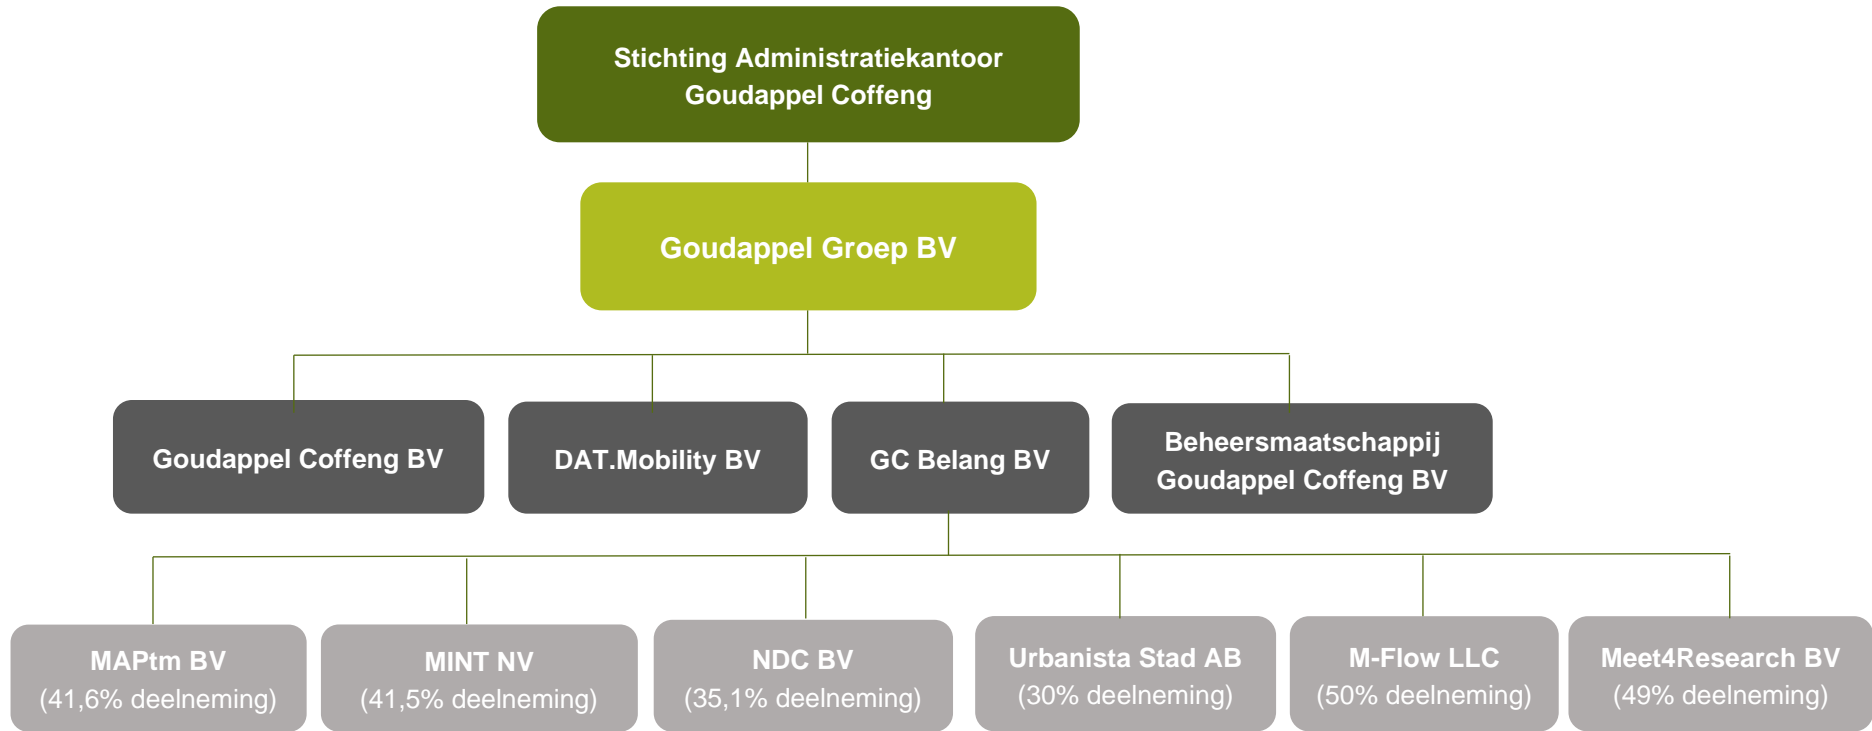 Stichting Administratiekantoor
Goudappel Coffeng
Goudappel Groep BV
Goudappel Coffeng BV
DAT.Mobility BV
GC Belang BV
Beheersmaatschappij
Goudappel Coffeng BV
MAPtm BV
(41,6% deelneming)
MINT NV
(41,5% deelneming)
NDC BV
(35,1% deelneming)
Urbanista Stad AB
(30% deelneming)
M-Flow LLC
(50% deelneming)
Meet4Research BV
(49% deelneming)